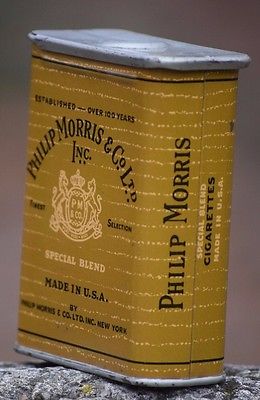 ESTABLISHED — OVER 100 YEARS
PHILIP MORRIS & CO. LTD.
INC.
FINEST
SELECTION
PM
& CO.
SPECIAL BLEND
MADE IN U.S.A.
BY
PHILIP MORRIS & CO. LTD. INC. NEW YORK
PHILIP MORRIS
SPECIAL BLEND
CIGARETTES
MADE IN U.S.A.